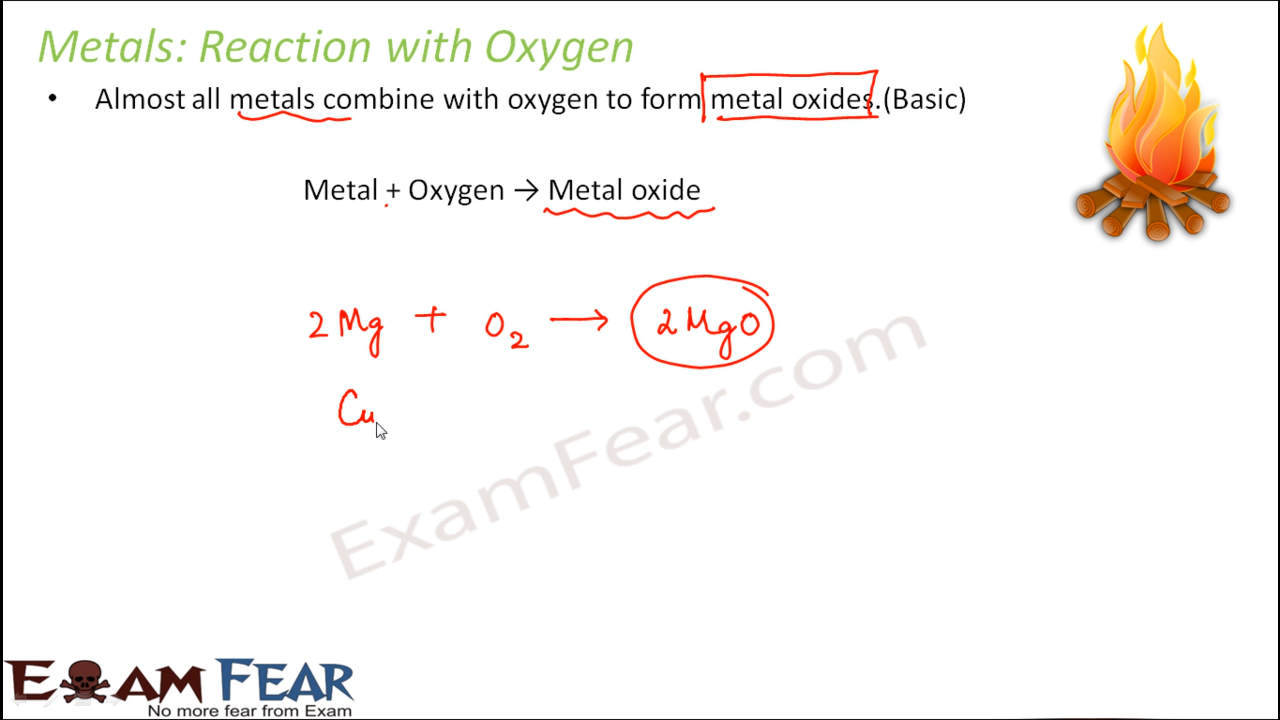 Metals: Reaction with Oxygen
• Almost all metals combine with oxygen to form metal oxides.(Basic)
Metal + Oxygen → Metal oxide
2Mg + O₂ → 2MgO
Cu
ExamFear.com
EXAM FEAR
No more fear from Exam